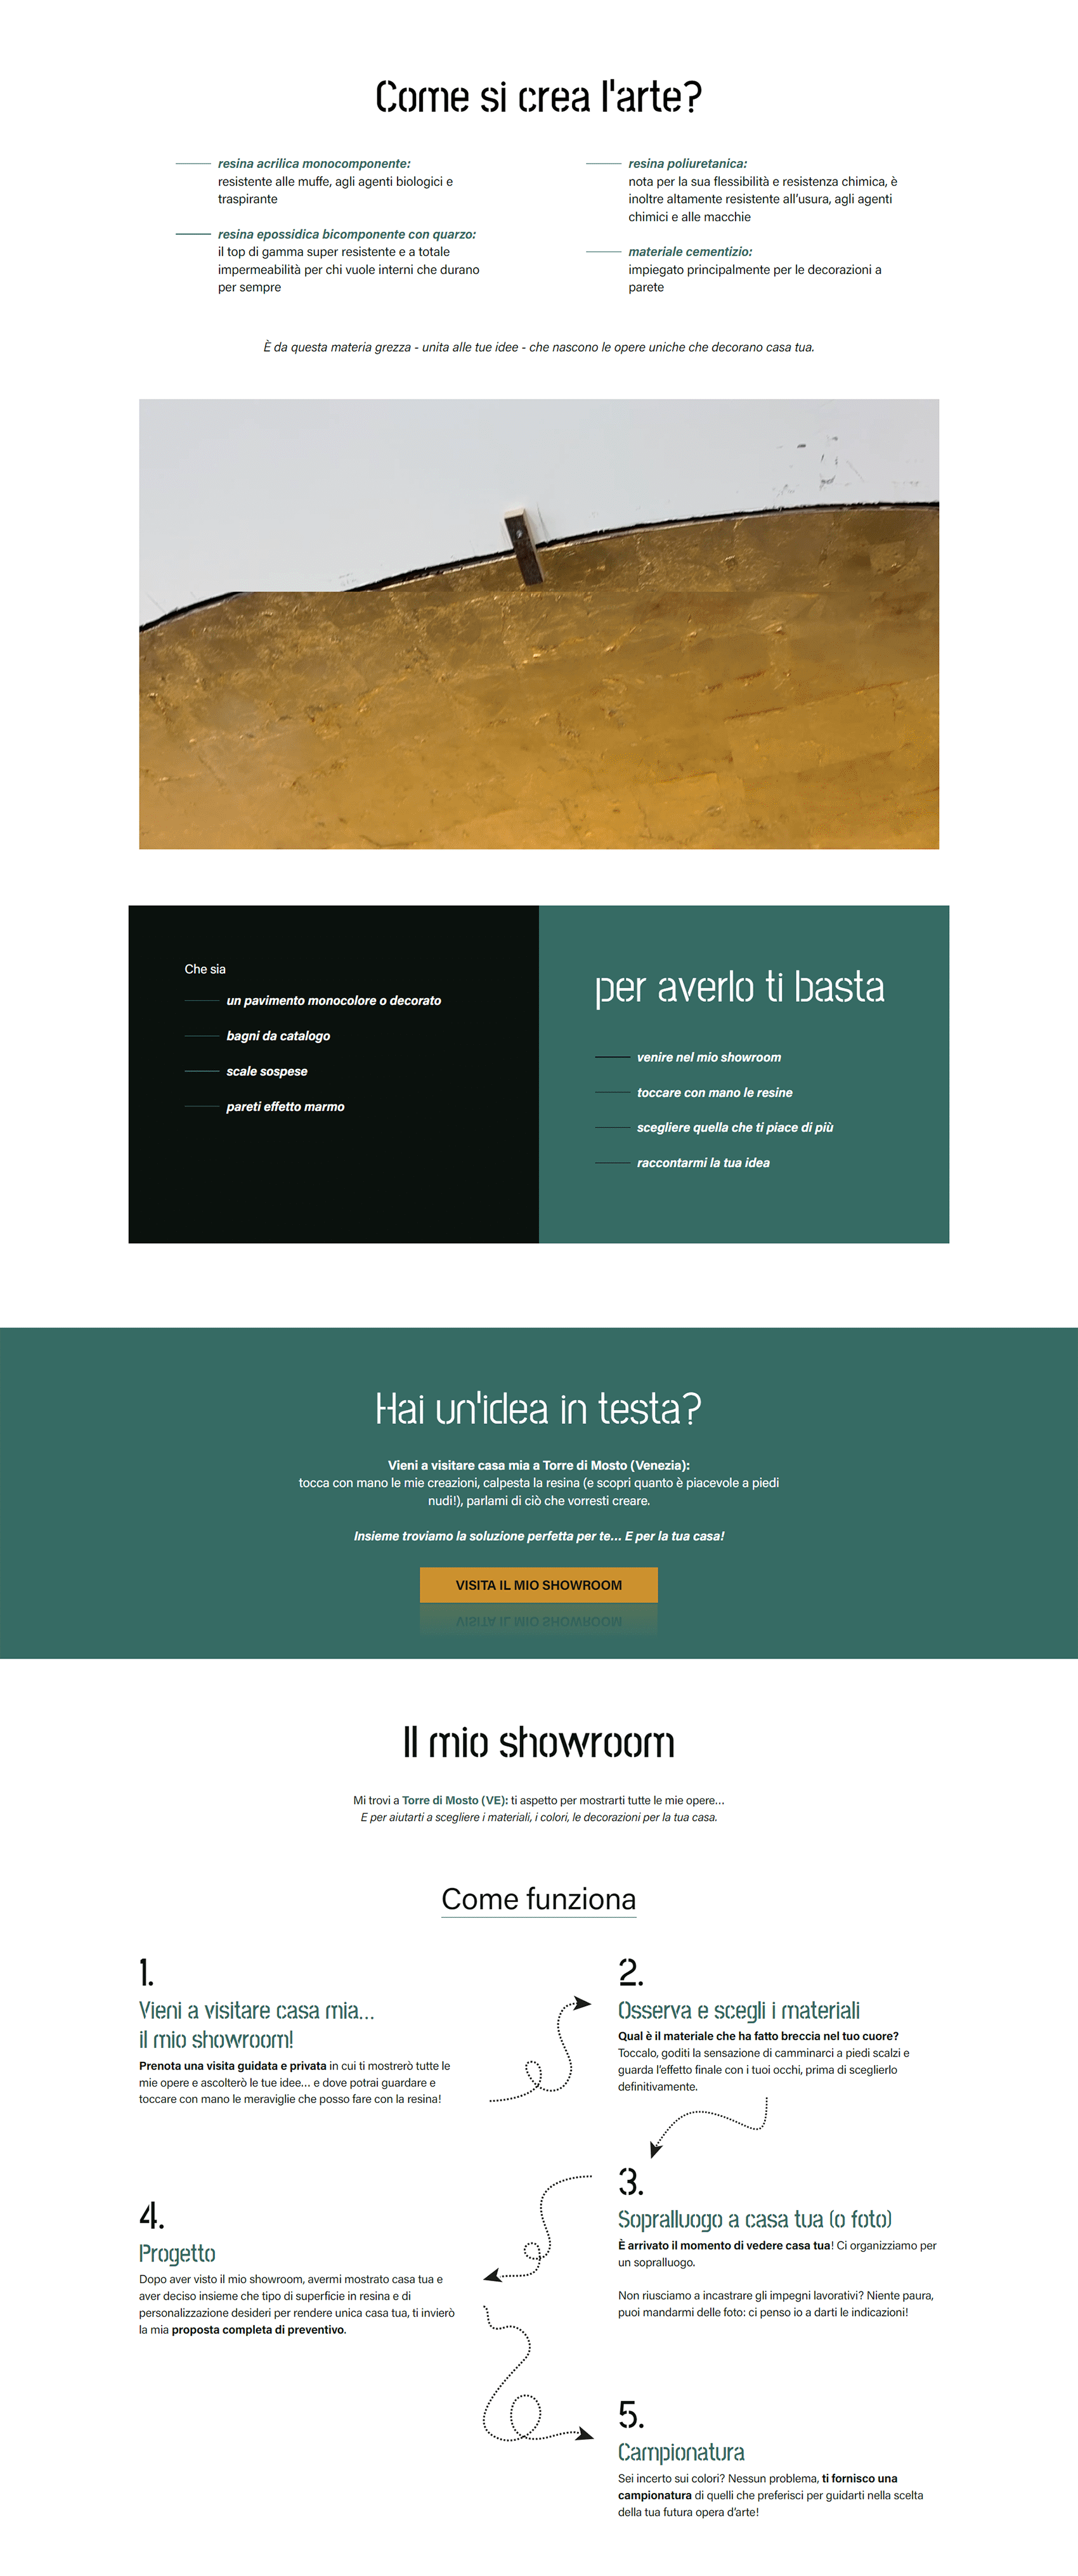 Come si crea l'arte?
resina acrilica monocomponente:
resistente alle muffe, agli agenti biologici e
traspirante
resina epossidica bicomponente con quarzo:
il top di gamma super resistente e a totale
impermeabilità per chi vuole interni che durano
per sempre
resina poliuretanica:
nota per la sua flessibilità e resistenza chimica, è
inoltre altamente resistente all'usura, agli agenti
chimici e alle macchie
materiale cementizio:
impiegato principalmente per le decorazioni a
parete
È da questa materia grezza - unita alle tue idee - che nascono le opere uniche che decorano casa tua.
Che sia
un pavimento monocolore o decorato
bagni da catalogo
scale sospese
pareti effetto marmo
per averlo ti basta
venire nel mio showroom
toccare con mano le resine
scegliere quella che ti piace di più
raccontarmi la tua idea
Hai un'idea in testa?
Vieni a visitare casa mia a Torre di Mosto (Venezia):
tocca con mano le mie creazioni, calpesta la resina (e scopri quanto è piacevole a piedi
nudi!), parlami di ciò che vorresti creare.
Insieme troviamo la soluzione perfetta per te... E per la tua casa!
VISITA IL MIO SHOWROOM
VISITA IL MIO SHOWROOM
Il mio showroom
Mi trovi a Torre di Mosto (VE): ti aspetto per mostrarti tutte le mie opere...
E per aiutarti a scegliere i materiali, i colori, le decorazioni per la tua casa.
Come funziona
1.
Vieni a visitare casa mia...
il mio showroom!
Prenota una visita guidata e privata in cui ti mostrerò tutte le
mie opere e ascolterò le tue idee... e dove potrai guardare e
toccare con mano le meraviglie che posso fare con la resina!
2.
Osserva e scegli i materiali
Qual è il materiale che ha fatto breccia nel tuo cuore?
Toccalo, goditi la sensazione di camminarci a piedi scalzi e
guarda l'effetto finale con i tuoi occhi, prima di sceglierlo
definitivamente.
3.
Sopralluogo a casa tua (o foto)
È arrivato il momento di vedere casa tua! Ci organizziamo per
un sopralluogo.
Non riusciamo a incastrare gli impegni lavorativi? Niente paura,
puoi mandarmi delle foto: ci penso io a darti le indicazioni!
4.
Progetto
Dopo aver visto il mio showroom, avermi mostrato casa tua e
aver deciso insieme che tipo di superficie in resina e di
personalizzazione desideri per rendere unica casa tua, ti invierò
la mia proposta completa di preventivo.
5.
Campionatura
Sei incerto sui colori? Nessun problema, ti fornisco una
campionatura di quelli che preferisci per guidarti nella scelta
della tua futura opera d'arte!